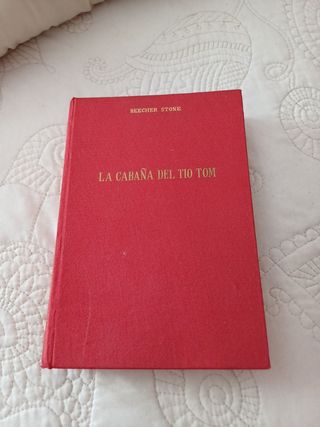 BEECHER STONE
LA CABAÑA DEL TIO TOM